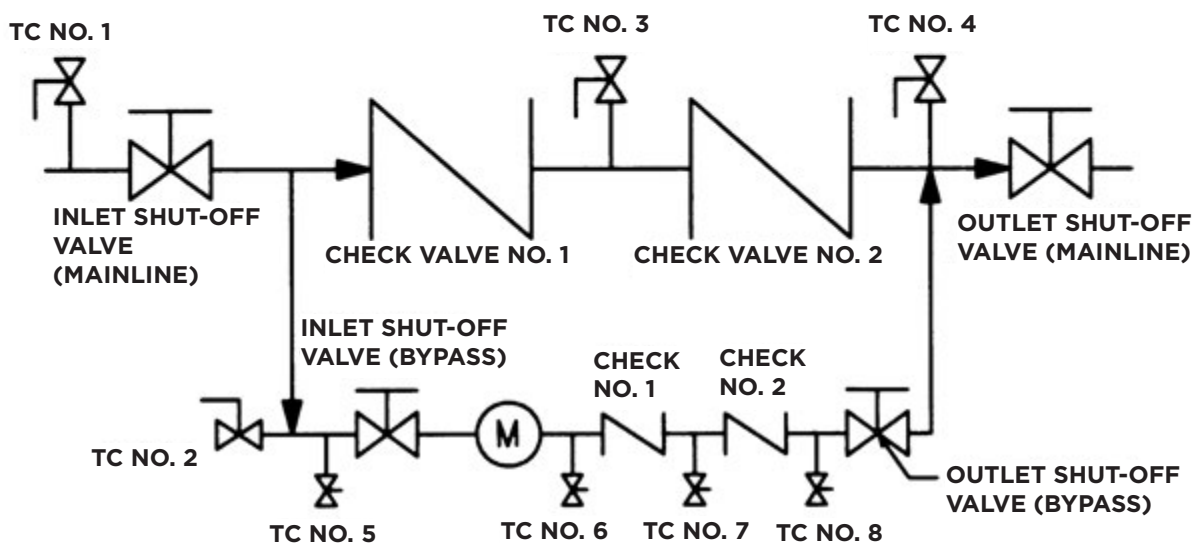 TC NO. 1
TC NO. 3
TC NO. 4
INLET SHUT-OFF
VALVE
(MAINLINE)
CHECK VALVE NO. 1
CHECK VALVE NO. 2
OUTLET SHUT-OFF
VALVE (MAINLINE)
INLET SHUT-OFF
VALVE (BYPASS)
CHECK
NO. 1
CHECK
NO. 2
TC NO. 2
M
OUTLET SHUT-OFF
VALVE (BYPASS)
TC NO. 5
TC NO. 6
TC NO. 7
TC NO. 8